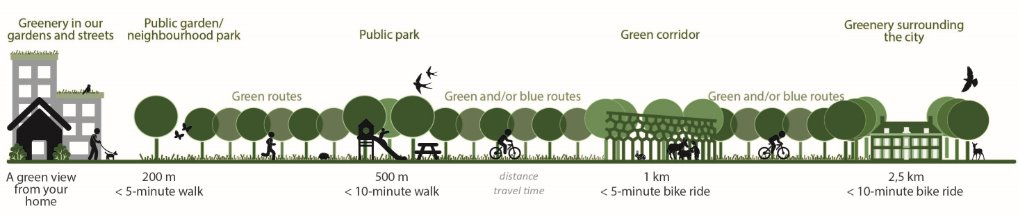 Greenery in our
gardens and streets
Public garden/
neighbourhood park
Public park
Green corridor
Greenery surrounding
the city
Green routes
Green and/or blue routes
Green and/or blue routes
A green view
from your
home
200 m
< 5-minute walk
500 m
< 10-minute walk
distance
travel time
1 km
< 5-minute bike ride
2,5 km
< 10-minute bike ride